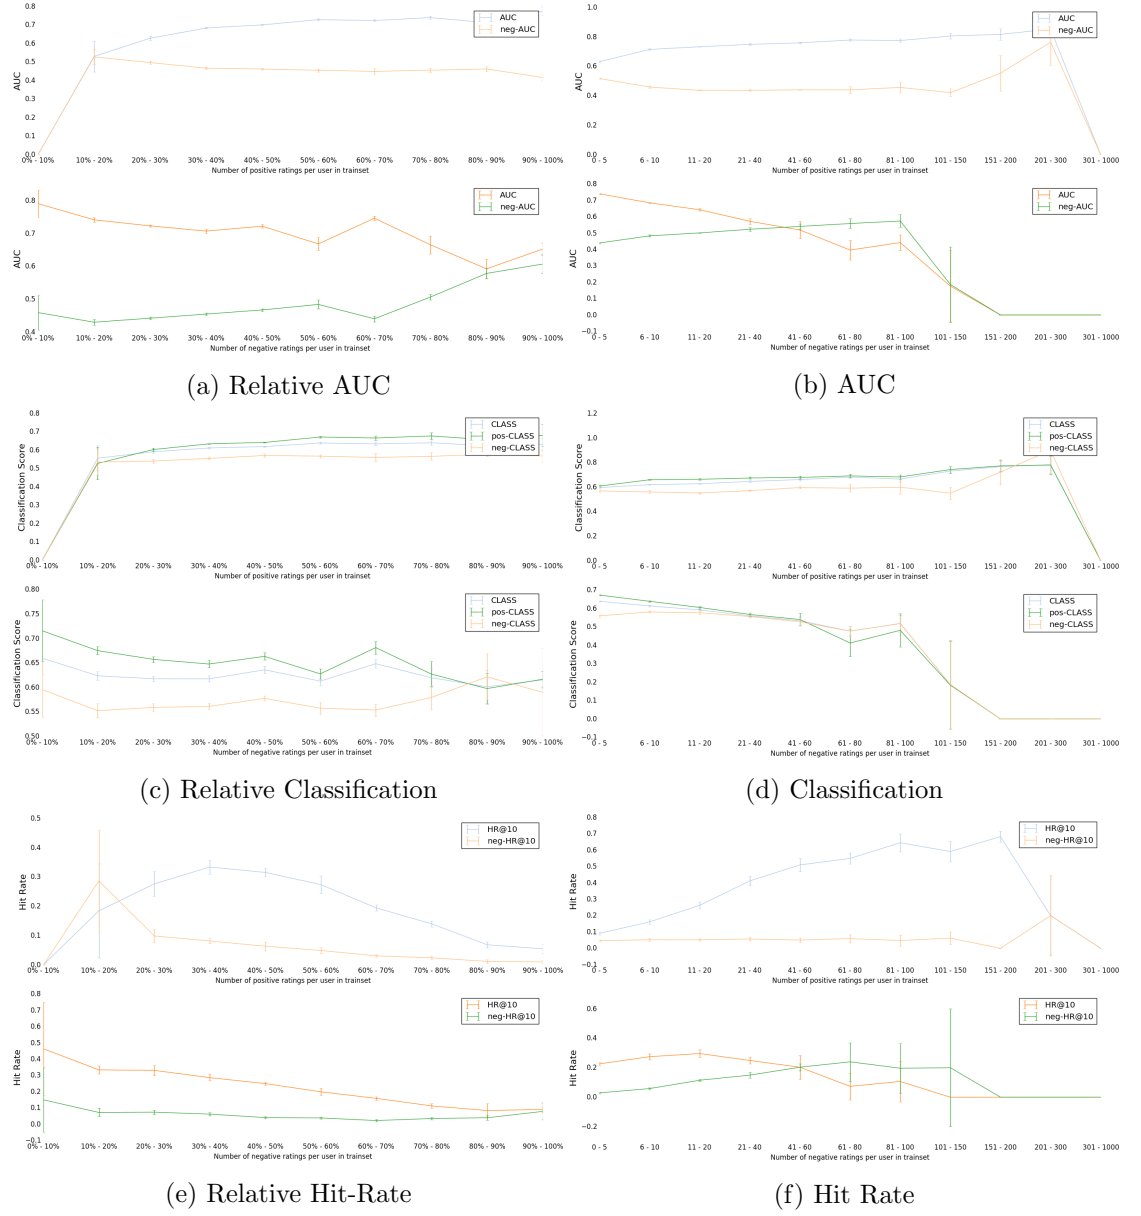 0.8
0.7
0.6
0.5
0.4
0.3
0.2
0.1
0.0
AUC
AUC
neg-AUC
0% - 10% 10% - 20% 20% - 30% 30% - 40% 40% - 50% 50% - 60% 60% - 70% 70% - 80% 80% - 90% 90% - 100%
Number of positive ratings per user in trainset
0.8
0.7
0.6
0.5
0.4
AUC
AUC
neg-AUC
0% - 10% 10% - 20% 20% - 30% 30% - 40% 40% - 50% 50% - 60% 60% - 70% 70% - 80% 80% - 90% 90% - 100%
Number of negative ratings per user in trainset
(a) Relative AUC
1.0
0.8
0.6
0.4
0.2
0.0
AUC
AUC
neg-AUC
0 - 5 6 - 10 11 - 20 21 - 40 41 - 60 61 - 80 81 - 100 101 - 150 151 - 200 201 - 300 301 - 1000
Number of positive ratings per user in trainset
0.8
0.7
0.6
0.5
0.4
0.3
0.2
0.1
0.0
−0.1
AUC
AUC
neg-AUC
0 - 5 6 - 10 11 - 20 21 - 40 41 - 60 61 - 80 81 - 100 101 - 150 151 - 200 201 - 300 301 - 1000
Number of negative ratings per user in trainset
(b) AUC
0.8
0.7
0.6
0.5
0.4
0.3
0.2
0.1
0.0
Classification Score
CLASS
pos-CLASS
neg-CLASS
0% - 10% 10% - 20% 20% - 30% 30% - 40% 40% - 50% 50% - 60% 60% - 70% 70% - 80% 80% - 90% 90% - 100%
Number of positive ratings per user in trainset
0.80
0.75
0.70
0.65
0.60
0.55
0.50
Classification Score
CLASS
pos-CLASS
neg-CLASS
0% - 10% 10% - 20% 20% - 30% 30% - 40% 40% - 50% 50% - 60% 60% - 70% 70% - 80% 80% - 90% 90% - 100%
Number of negative ratings per user in trainset
(c) Relative Classification
1.2
1.0
0.8
0.6
0.4
0.2
0.0
Classification Score
CLASS
pos-CLASS
neg-CLASS
0 - 5 6 - 10 11 - 20 21 - 40 41 - 60 61 - 80 81 - 100 101 - 150 151 - 200 201 - 300 301 - 1000
Number of positive ratings per user in trainset
0.7
0.6
0.5
0.4
0.3
0.2
0.1
0.0
−0.1
Classification Score
CLASS
pos-CLASS
neg-CLASS
0 - 5 6 - 10 11 - 20 21 - 40 41 - 60 61 - 80 81 - 100 101 - 150 151 - 200 201 - 300 301 - 1000
Number of negative ratings per user in trainset
(d) Classification
0.5
0.4
0.3
0.2
0.1
0.0
Hit Rate
HR@10
neg-HR@10
0% - 10% 10% - 20% 20% - 30% 30% - 40% 40% - 50% 50% - 60% 60% - 70% 70% - 80% 80% - 90% 90% - 100%
Number of positive ratings per user in trainset
0.8
0.7
0.6
0.5
0.4
0.3
0.2
0.1
0.0
−0.1
Hit Rate
HR@10
neg-HR@10
0% - 10% 10% - 20% 20% - 30% 30% - 40% 40% - 50% 50% - 60% 60% - 70% 70% - 80% 80% - 90% 90% - 100%
Number of negative ratings per user in trainset
(e) Relative Hit-Rate
0.8
0.7
0.6
0.5
0.4
0.3
0.2
0.1
0.0
−0.1
Hit Rate
HR@10
neg-HR@10
0 - 5 6 - 10 11 - 20 21 - 40 41 - 60 61 - 80 81 - 100 101 - 150 151 - 200 201 - 300 301 - 1000
Number of positive ratings per user in trainset
0.6
0.4
0.2
0.0
−0.2
Hit Rate
HR@10
neg-HR@10
0 - 5 6 - 10 11 - 20 21 - 40 41 - 60 61 - 80 81 - 100 101 - 150 151 - 200 201 - 300 301 - 1000
Number of negative ratings per user in trainset
(f) Hit Rate